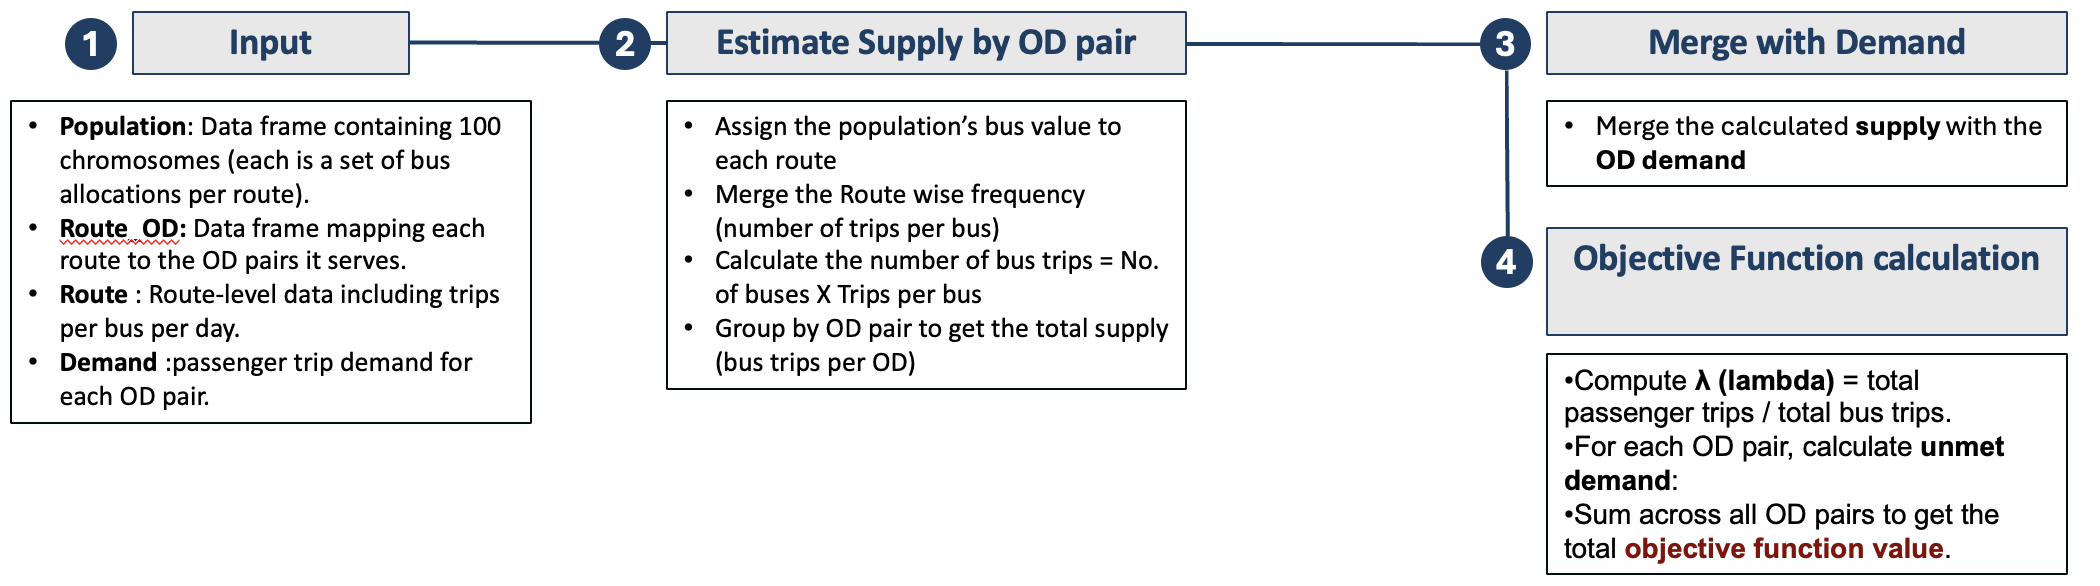 1
Input
• Population: Data frame containing 100
chromosomes (each is a set of bus
allocations per route).
• Route_OD: Data frame mapping each
route to the OD pairs it serves.
• Route : Route-level data including trips
per bus per day.
• Demand :passenger trip demand for
each OD pair.
2
Estimate Supply by OD pair
• Assign the population’s bus value to
each route
• Merge the Route wise frequency
(number of trips per bus)
• Calculate the number of bus trips = No.
of buses X Trips per bus
• Group by OD pair to get the total supply
(bus trips per OD)
3
Merge with Demand
• Merge the calculated supply with the
OD demand
4
Objective Function calculation
•Compute λ (lambda) = total
passenger trips / total bus trips.
•For each OD pair, calculate unmet
demand:
•Sum across all OD pairs to get the
total objective function value.